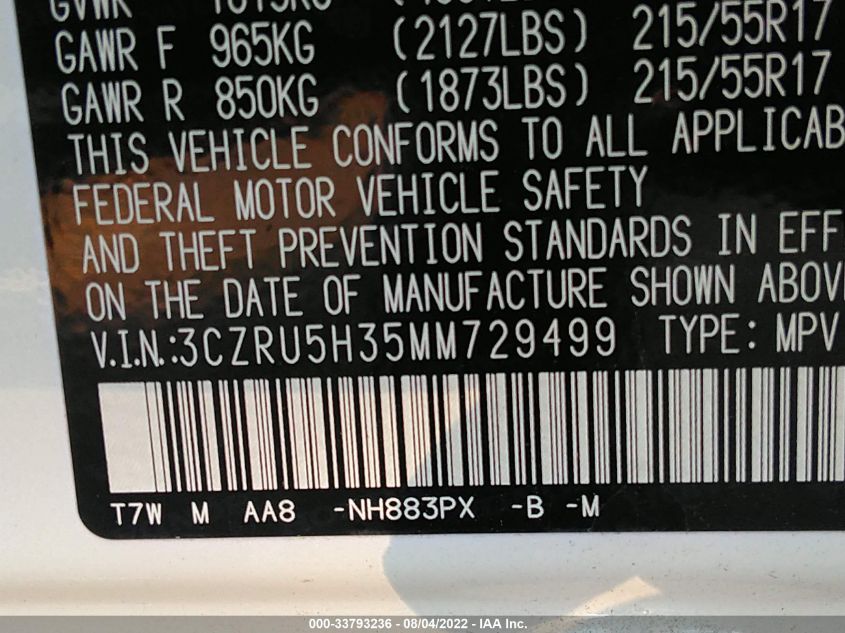 GVWR
GAWR F 965KG (2127LBS) 215/55R17
GAWR R 850KG (1873LBS) 215/55R17
THIS VEHICLE CONFORMS TO ALL APPLICAB
FEDERAL MOTOR VEHICLE SAFETY
AND THEFT PREVENTION STANDARDS IN EFF
ON THE DATE OF MANUFACTURE SHOWN ABOV
V.I.N.:3CZRU5H35MM729499 TYPE: MPV
T7W M AA8 -NH883PX -B -M
000-33793236 - 08/04/2022 - IAA Inc.